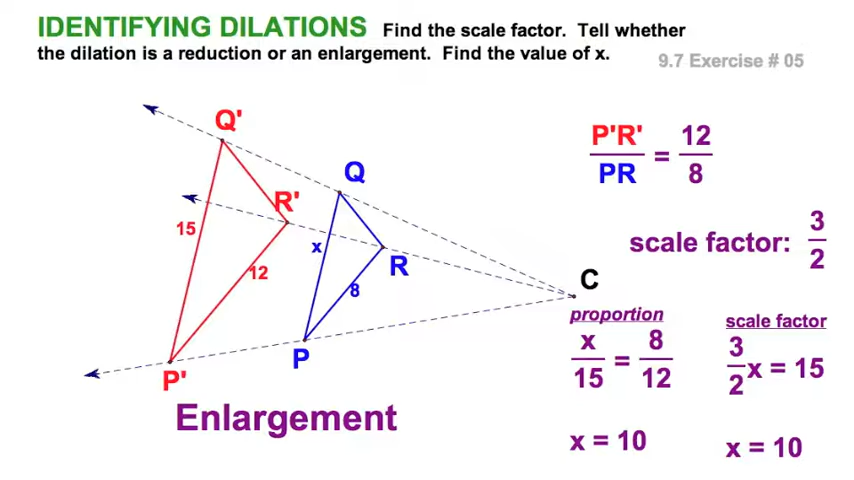 IDENTIFYING DILATIONS Find the scale factor. Tell whether
the dilation is a reduction or an enlargement. Find the value of x.
9.7 Exercise # 05
Q'
Q
R'
15
x
12
8
R
C
P
P'
Enlargement
P'R'/PR = 12/8
scale factor: 3/2
proportion
x/15 = 8/12
x = 10
scale factor
3/2 x = 15
x = 10